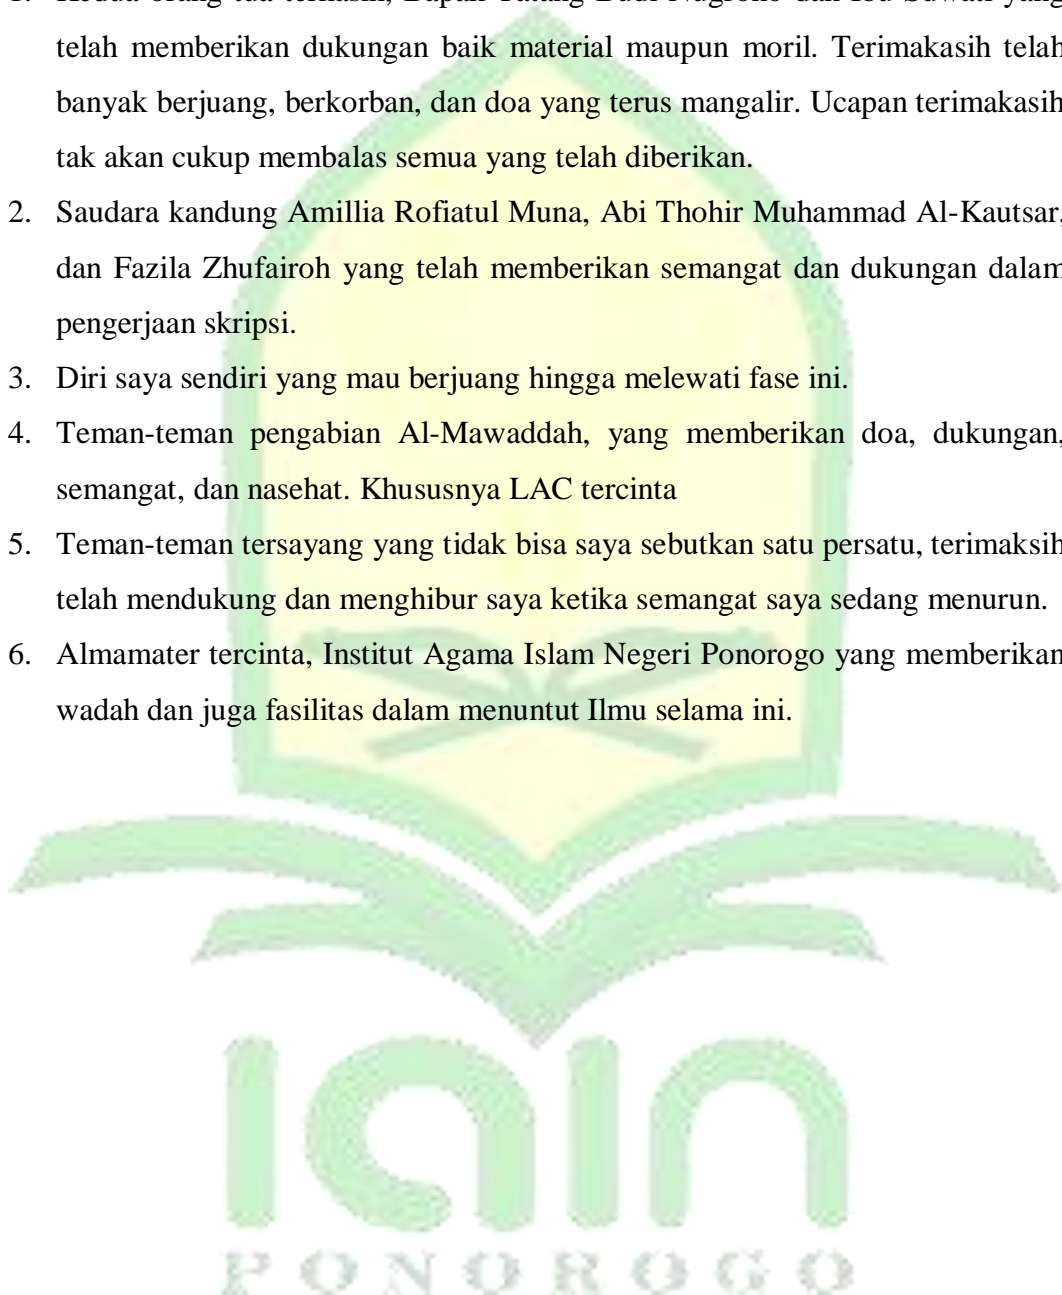 telah memberikan dukungan baik material maupun moril. Terimakasih telah
banyak berjuang, berkorban, dan doa yang terus mangalir. Ucapan terimakasih
tak akan cukup membalas semua yang telah diberikan.
2. Saudara kandung Amillia Rofiatul Muna, Abi Thohir Muhammad Al-Kautsar,
dan Fazila Zhufairoh yang telah memberikan semangat dan dukungan dalam
pengerjaan skripsi.
3. Diri saya sendiri yang mau berjuang hingga melewati fase ini.
4. Teman-teman pengabian Al-Mawaddah, yang memberikan doa, dukungan,
semangat, dan nasehat. Khususnya LAC tercinta
5. Teman-teman tersayang yang tidak bisa saya sebutkan satu persatu, terimaksih
telah mendukung dan menghibur saya ketika semangat saya sedang menurun.
6. Almamater tercinta, Institut Agama Islam Negeri Ponorogo yang memberikan
wadah dan juga fasilitas dalam menuntut Ilmu selama ini.
iain
PONOROGO